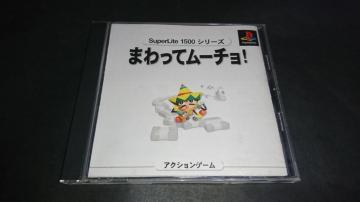 SuperLite 1500 シリーズ
まわってムーチョ!
アクションゲーム